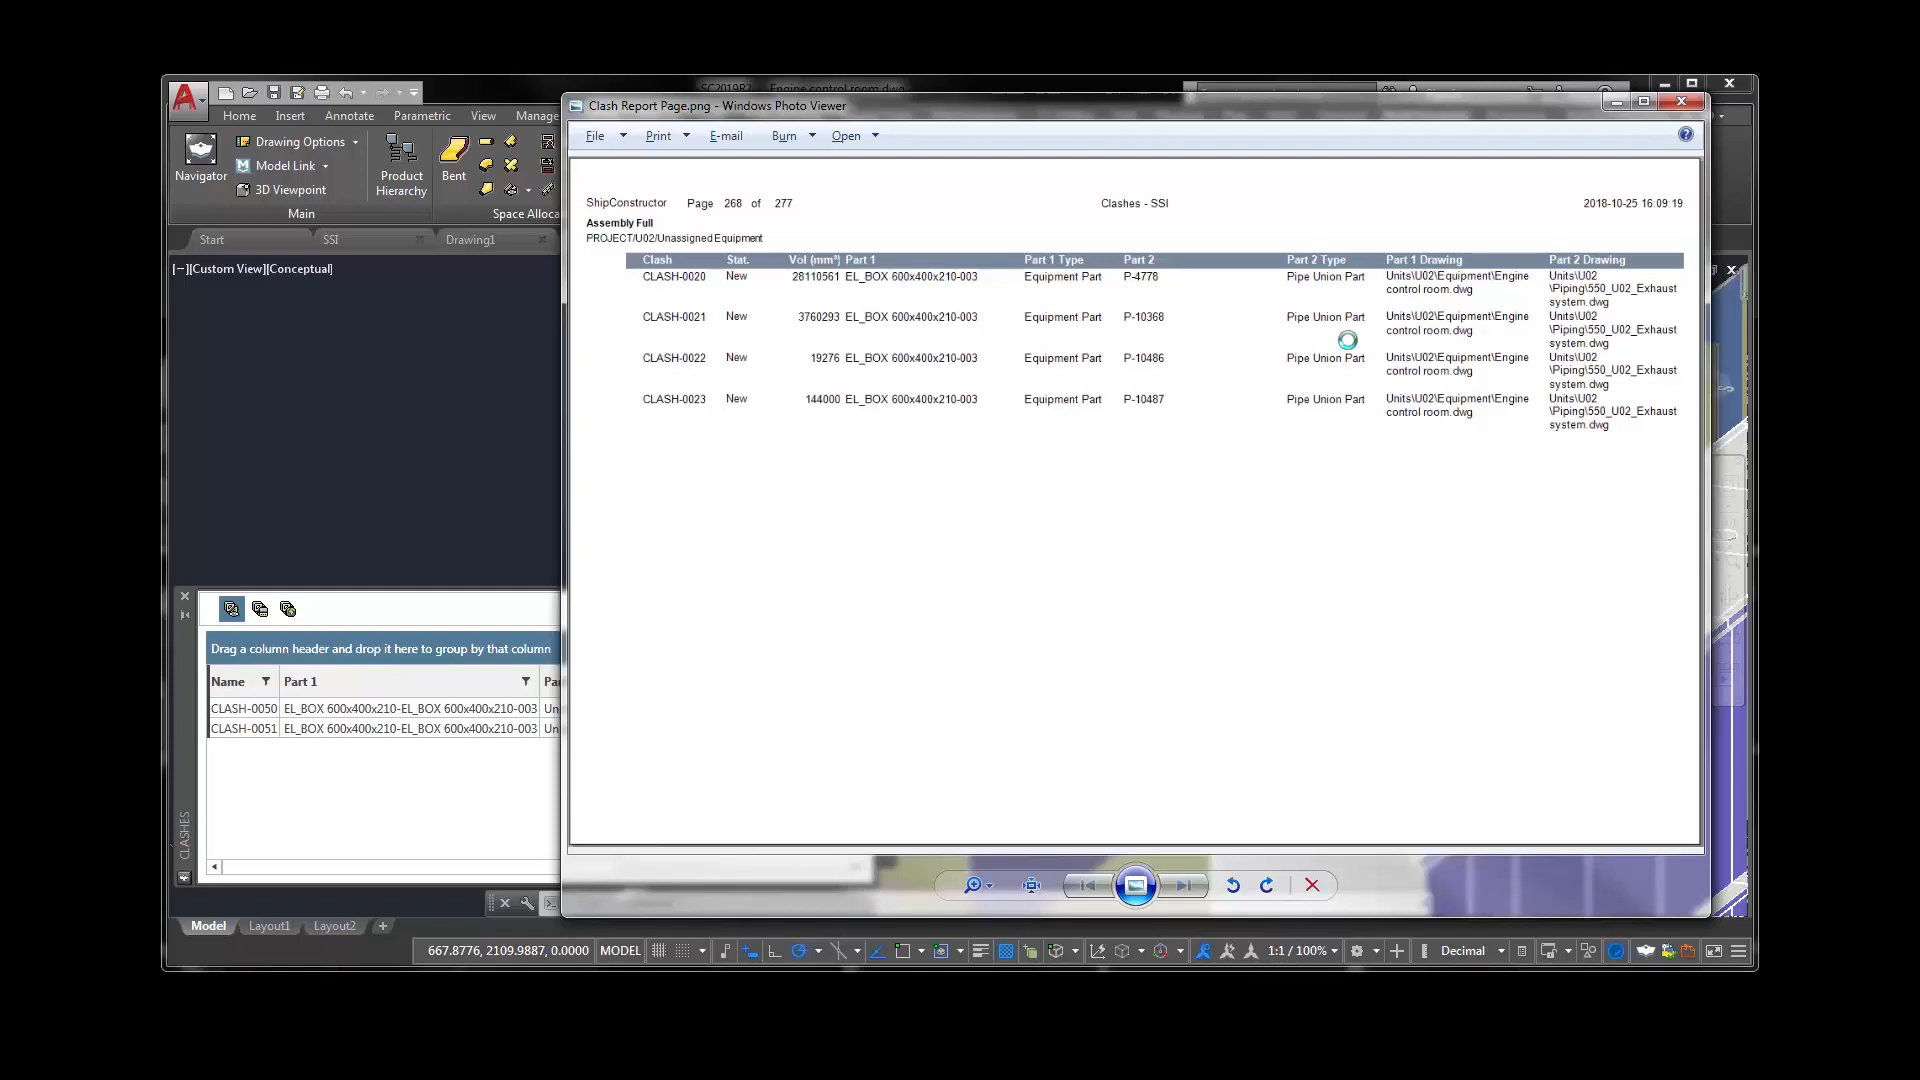 Clash Report Page.png - Windows Photo Viewer
File Print E-mail Burn Open
ShipConstructor Page 268 of 277 Clashes - SSI 2018-10-25 16:09:19
Assembly Full
PROJECT/U02/Unassigned Equipment
Clash Stat. Vol (mm³) Part 1 Part 1 Type Part 2 Part 2 Type Part 1 Drawing Part 2 Drawing
CLASH-0020 New 28110561 EL_BOX 600x400x210-003 Equipment Part P-4778 Pipe Union Part Units\U02\Equipment\Engine Units\U02
control room.dwg \Piping\550_U02_Exhaust
system.dwg
CLASH-0021 New 3760293 EL_BOX 600x400x210-003 Equipment Part P-10368 Pipe Union Part Units\U02\Equipment\Engine Units\U02
control room.dwg \Piping\550_U02_Exhaust
system.dwg
CLASH-0022 New 19276 EL_BOX 600x400x210-003 Equipment Part P-10486 Pipe Union Part Units\U02\Equipment\Engine Units\U02
control room.dwg \Piping\550_U02_Exhaust
system.dwg
CLASH-0023 New 144000 EL_BOX 600x400x210-003 Equipment Part P-10487 Pipe Union Part Units\U02\Equipment\Engine Units\U02
control room.dwg \Piping\550_U02_Exhaust
system.dwg
Home Insert Annotate Parametric View Manage
Drawing Options
Model Link
3D Viewpoint
Navigator
Product
Hierarchy
Bent
Main Space Alloca
Start SSI Drawing1
[−][Custom View][Conceptual]
Drag a column header and drop it here to group by that column
Name Part 1 Pa
CLASH-0050 EL_BOX 600x400x210-EL_BOX 600x400x210-003 Un
CLASH-0051 EL_BOX 600x400x210-EL_BOX 600x400x210-003 Un
CLASHES
Model Layout1 Layout2 +
667.8776, 2109.9887, 0.0000 MODEL 1:1 / 100% Decimal